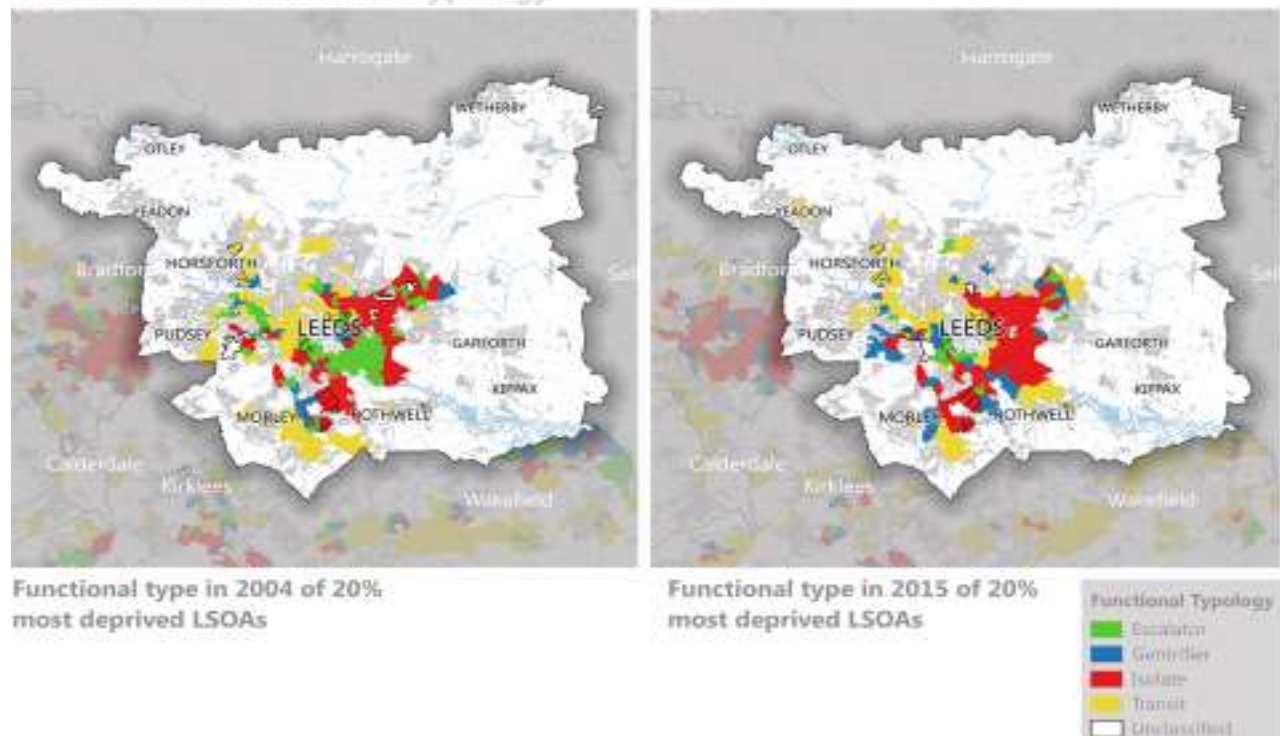 Harrogate
WETHERBY
OTLEY
YEADON
Bradford
HORSFORTH
LEEDS
PUDSEY
GARFORTH
KIPPAX
MORLEY
ROTHWELL
Calderdale
Kirklees
Wakefield
Functional type in 2004 of 20%
most deprived LSOAs
Harrogate
WETHERBY
OTLEY
YEADON
Bradford
HORSFORTH
LEEDS
PUDSEY
GARFORTH
KIPPAX
MORLEY
ROTHWELL
Calderdale
Kirklees
Wakefield
Functional type in 2015 of 20%
most deprived LSOAs
Functional Typology
Escalator
Gentrifier
Isolate
Transit
Unclassified